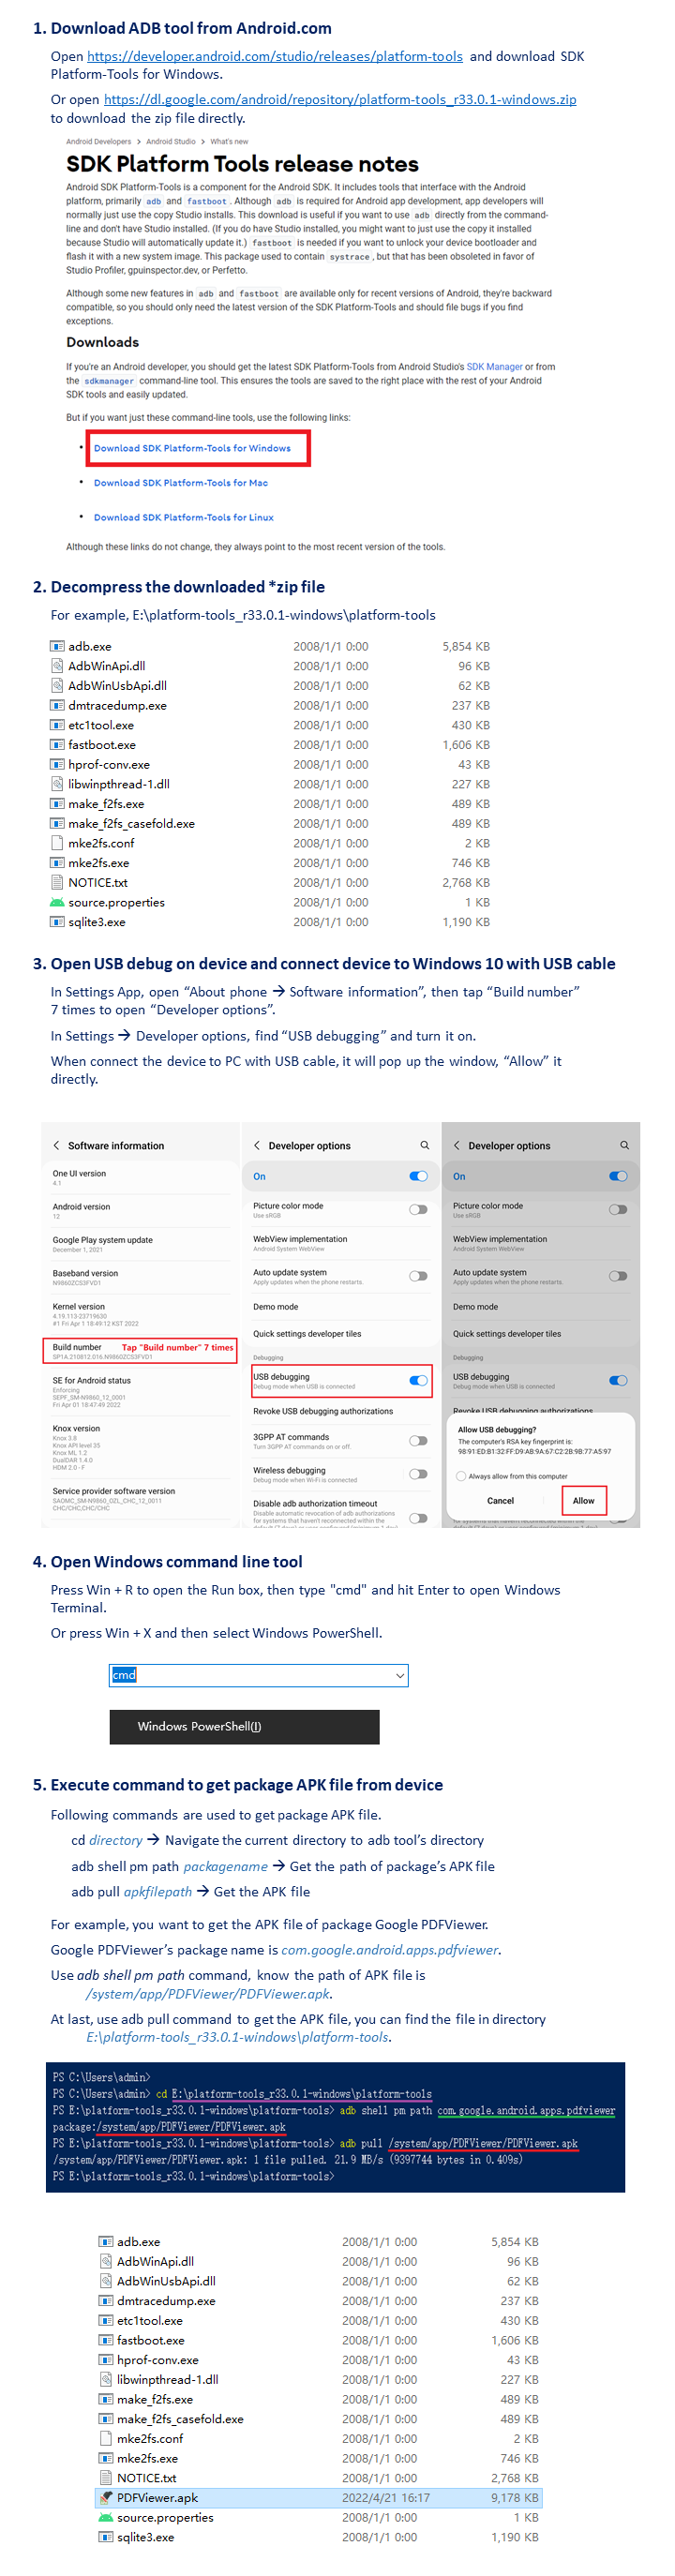 1. Download ADB tool from Android.com
Open https://developer.android.com/studio/releases/platform-tools and download SDK
Platform-Tools for Windows.
Or open https://dl.google.com/android/repository/platform-tools_r33.0.1-windows.zip
to download the zip file directly.
Android Developers > Android Studio > What's new
SDK Platform Tools release notes
Android SDK Platform-Tools is a component for the Android SDK. It includes tools that interface with the Android
platform, primarily adb and fastboot. Although adb is required for Android app development, app developers will
normally just use the copy Studio installs. This download is useful if you want to use adb directly from the command-
line and don't have Studio installed. (If you do have Studio installed, you might want to just use the copy it installed
because Studio will automatically update it.) fastboot is needed if you want to unlock your device bootloader and
flash it with a new system image. This package used to contain systrace, but that has been obsoleted in favor of
Studio Profiler, gpuinspector.dev, or Perfetto.
Although some new features in adb and fastboot are available only for recent versions of Android, they're backward
compatible, so you should only need the latest version of the SDK Platform-Tools and should file bugs if you find
exceptions.
Downloads
If you're an Android developer, you should get the latest SDK Platform-Tools from Android Studio's SDK Manager or from
the sdkmanager command-line tool. This ensures the tools are saved to the right place with the rest of your Android
SDK tools and easily updated.
But if you want just these command-line tools, use the following links:
• Download SDK Platform-Tools for Windows
• Download SDK Platform-Tools for Mac
• Download SDK Platform-Tools for Linux
Although these links do not change, they always point to the most recent version of the tools.
2. Decompress the downloaded *zip file
For example, E:\platform-tools_r33.0.1-windows\platform-tools
adb.exe 2008/1/1 0:00 5,854 KB
AdbWinApi.dll 2008/1/1 0:00 96 KB
AdbWinUsbApi.dll 2008/1/1 0:00 62 KB
dmtracedump.exe 2008/1/1 0:00 237 KB
etc1tool.exe 2008/1/1 0:00 430 KB
fastboot.exe 2008/1/1 0:00 1,606 KB
hprof-conv.exe 2008/1/1 0:00 43 KB
libwinpthread-1.dll 2008/1/1 0:00 227 KB
make_f2fs.exe 2008/1/1 0:00 489 KB
make_f2fs_casefold.exe 2008/1/1 0:00 489 KB
mke2fs.conf 2008/1/1 0:00 2 KB
mke2fs.exe 2008/1/1 0:00 746 KB
NOTICE.txt 2008/1/1 0:00 2,768 KB
source.properties 2008/1/1 0:00 1 KB
sqlite3.exe 2008/1/1 0:00 1,190 KB
3. Open USB debug on device and connect device to Windows 10 with USB cable
In Settings App, open “About phone → Software information”, then tap “Build number”
7 times to open “Developer options”.
In Settings → Developer options, find “USB debugging” and turn it on.
When connect the device to PC with USB cable, it will pop up the window, “Allow” it
directly.
Software information
One UI version
4.1
Android version
12
Google Play system update
December 1, 2021
Baseband version
N9860ZCS3FVD1
Kernel version
4.19.113-23719630
#1 Fri Apr 1 18:49:12 KST 2022
Build number Tap "Build number" 7 times
SP1A.210812.016.N9860ZCS3FVD1
SE for Android status
Enforcing
SEPF_SM-N9860_12_0001
Fri Apr 01 18:47:49 2022
Knox version
Knox 3.8
Knox API level 35
Knox ML 1.2
DualDAR 1.4.0
HDM 2.0 - F
Service provider software version
SAOMC_SM-N9860_OZL_CHC_12_0011
CHC/CHC,CHC/CHC
Developer options
On
Picture color mode
Use sRGB
WebView implementation
Android System WebView
Auto update system
Apply updates when the phone restarts.
Demo mode
Quick settings developer tiles
Debugging
USB debugging
Debug mode when USB is connected
Revoke USB debugging authorizations
3GPP AT commands
Turn 3GPP AT commands on or off.
Wireless debugging
Debug mode when Wi-Fi is connected
Disable adb authorization timeout
Disable automatic revocation of adb authorizations
for systems that haven't reconnected within the
default (7 days) or user-configured (minimum 1 day)
Developer options
On
Picture color mode
Use sRGB
WebView implementation
Android System WebView
Auto update system
Apply updates when the phone restarts.
Demo mode
Quick settings developer tiles
Debugging
USB debugging
Debug mode when USB is connected
Revoke USB debugging authorizations
Allow USB debugging?
The computer's RSA key fingerprint is:
98:91:ED:B1:32:FF:D9:AB:9A:67:C2:2B:9B:77:A5:97
Always allow from this computer
Cancel Allow
4. Open Windows command line tool
Press Win + R to open the Run box, then type "cmd" and hit Enter to open Windows
Terminal.
Or press Win + X and then select Windows PowerShell.
cmd
Windows PowerShell(I)
5. Execute command to get package APK file from device
Following commands are used to get package APK file.
cd directory → Navigate the current directory to adb tool’s directory
adb shell pm path packagename → Get the path of package’s APK file
adb pull apkfilepath → Get the APK file
For example, you want to get the APK file of package Google PDFViewer.
Google PDFViewer’s package name is com.google.android.apps.pdfviewer.
Use adb shell pm path command, know the path of APK file is
/system/app/PDFViewer/PDFViewer.apk.
At last, use adb pull command to get the APK file, you can find the file in directory
E:\platform-tools_r33.0.1-windows\platform-tools.
PS C:\Users\admin>
PS C:\Users\admin> cd E:\platform-tools_r33.0.1-windows\platform-tools
PS E:\platform-tools_r33.0.1-windows\platform-tools> adb shell pm path com.google.android.apps.pdfviewer
package:/system/app/PDFViewer/PDFViewer.apk
PS E:\platform-tools_r33.0.1-windows\platform-tools> adb pull /system/app/PDFViewer/PDFViewer.apk
/system/app/PDFViewer/PDFViewer.apk: 1 file pulled. 21.9 MB/s (9397744 bytes in 0.409s)
PS E:\platform-tools_r33.0.1-windows\platform-tools>
adb.exe 2008/1/1 0:00 5,854 KB
AdbWinApi.dll 2008/1/1 0:00 96 KB
AdbWinUsbApi.dll 2008/1/1 0:00 62 KB
dmtracedump.exe 2008/1/1 0:00 237 KB
etc1tool.exe 2008/1/1 0:00 430 KB
fastboot.exe 2008/1/1 0:00 1,606 KB
hprof-conv.exe 2008/1/1 0:00 43 KB
libwinpthread-1.dll 2008/1/1 0:00 227 KB
make_f2fs.exe 2008/1/1 0:00 489 KB
make_f2fs_casefold.exe 2008/1/1 0:00 489 KB
mke2fs.conf 2008/1/1 0:00 2 KB
mke2fs.exe 2008/1/1 0:00 746 KB
NOTICE.txt 2008/1/1 0:00 2,768 KB
PDFViewer.apk 2022/4/21 16:17 9,178 KB
source.properties 2008/1/1 0:00 1 KB
sqlite3.exe 2008/1/1 0:00 1,190 KB